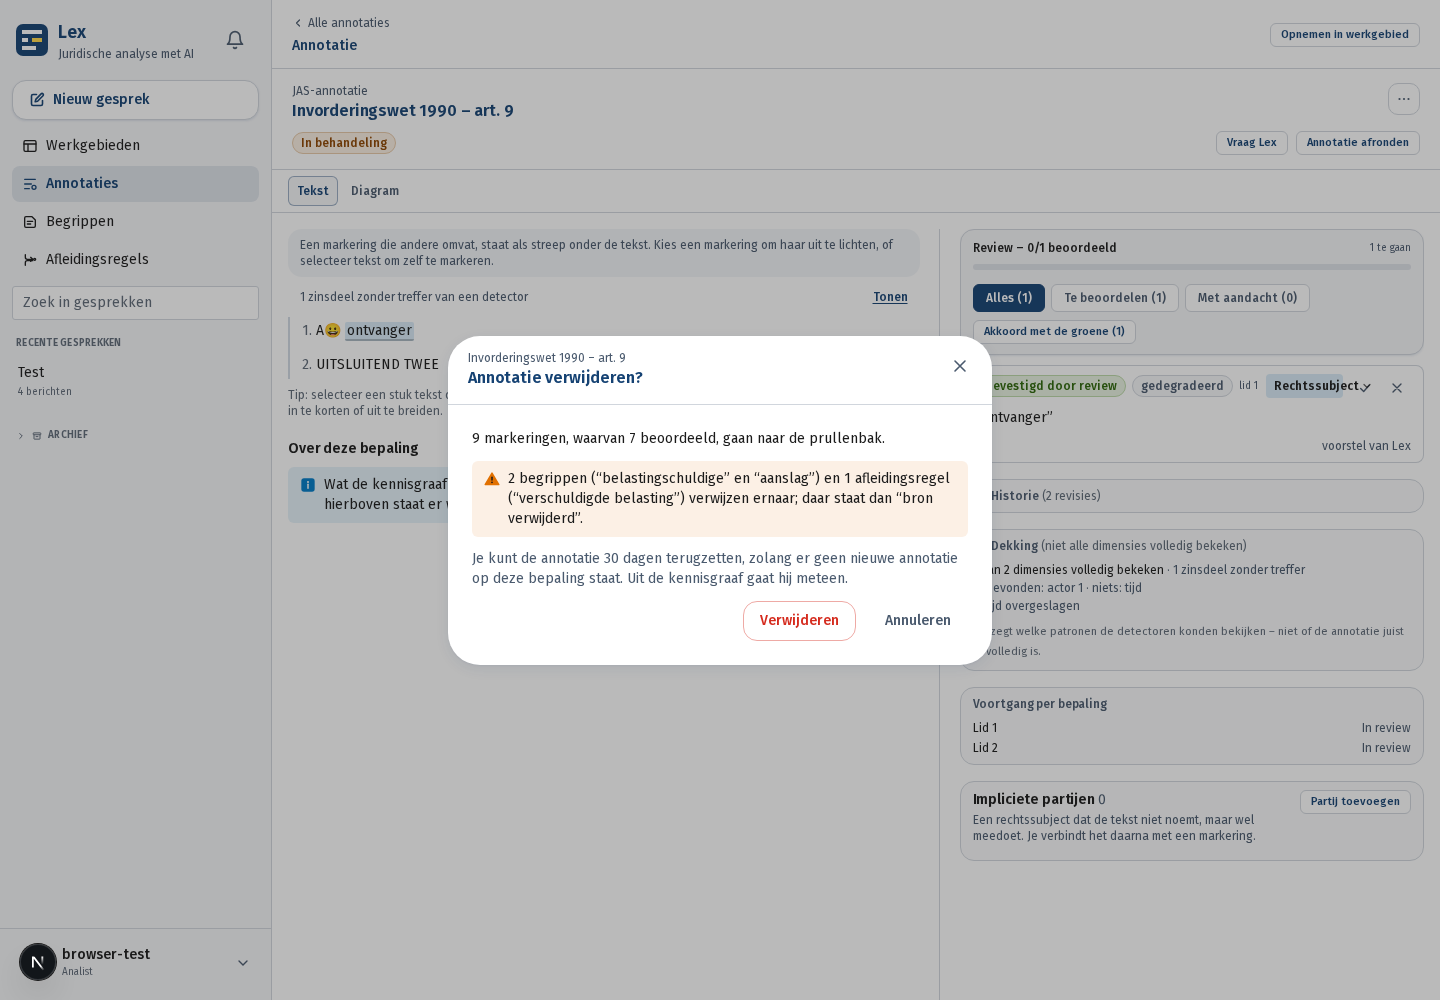 Lex
Juridische analyse met AI
Nieuw gesprek
Werkgebieden
Annotaties
Begrippen
Afleidingsregels
Zoek in gesprekken
RECENTE GESPREKKEN
Test
4 berichten
ARCHIEF
browser-test
Analist
Alle annotaties
Annotatie
Opnemen in werkgebied
JAS-annotatie
Invorderingswet 1990 – art. 9
In behandeling
Vraag Lex
Annotatie afronden
Tekst
Diagram
Een markering die andere omvat, staat als streep onder de tekst. Kies een markering om haar uit te lichten, of
selecteer tekst om zelf te markeren.
1 zinsdeel zonder treffer van een detector
Tonen
1. A😀 ontvanger
2. UITSLUITEND TWEE
Tip: selecteer een stuk tekst
in te korten of uit te breiden.
Over deze bepaling
Wat de kennisgraaf
hierboven staat er
Invorderingswet 1990 – art. 9
Annotatie verwijderen?
9 markeringen, waarvan 7 beoordeeld, gaan naar de prullenbak.
2 begrippen (“belastingschuldige” en “aanslag”) en 1 afleidingsregel
(“verschuldigde belasting”) verwijzen ernaar; daar staat dan “bron
verwijderd”.
Je kunt de annotatie 30 dagen terugzetten, zolang er geen nieuwe annotatie
op deze bepaling staat. Uit de kennisgraaf gaat hij meteen.
Verwijderen
Annuleren
Review – 0/1 beoordeeld
1 te gaan
Alles (1)
Te beoordelen (1)
Met aandacht (0)
Akkoord met de groene (1)
evestigd door review
gedegradeerd
lid 1
Rechtssubject
ntvanger”
voorstel van Lex
Historie (2 revisies)
Dekking (niet alle dimensies volledig bekeken)
an 2 dimensies volledig bekeken · 1 zinsdeel zonder treffer
evonden: actor 1 · niets: tijd
jd overgeslagen
zegt welke patronen de detectoren konden bekijken – niet of de annotatie juist
volledig is.
Voortgang per bepaling
Lid 1 In review
Lid 2 In review
Impliciete partijen 0
Partij toevoegen
Een rechtssubject dat de tekst niet noemt, maar wel
meedoet. Je verbindt het daarna met een markering.